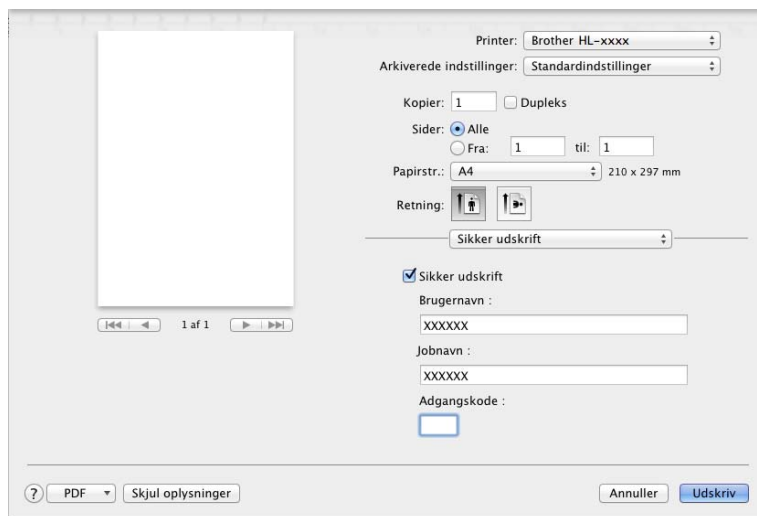 Printer: Brother HL-xxxx
Arkiverede indstillinger: Standardindstillinger
Kopier: 1 Dupleks
Sider: Alle
Fra: 1 til: 1
Papirstr.: A4 210 x 297 mm
Retning:
Sikker udskrift
Sikker udskrift
Brugernavn :
XXXXXX
1 af 1
Jobnavn :
XXXXXX
Adgangskode :
? PDF Skjul oplysninger Annuller Udskriv